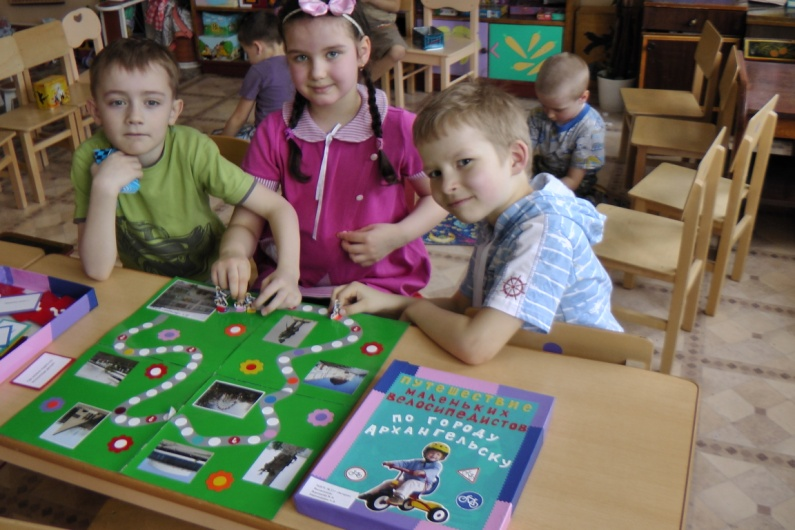 ПУТЕШЕСТВИЕ
МАЛЕНЬКИХ
ВЕЛОСИПЕДИСТОВ
ПО ГОРОДУ
АРХАНГЕЛЬСКУ